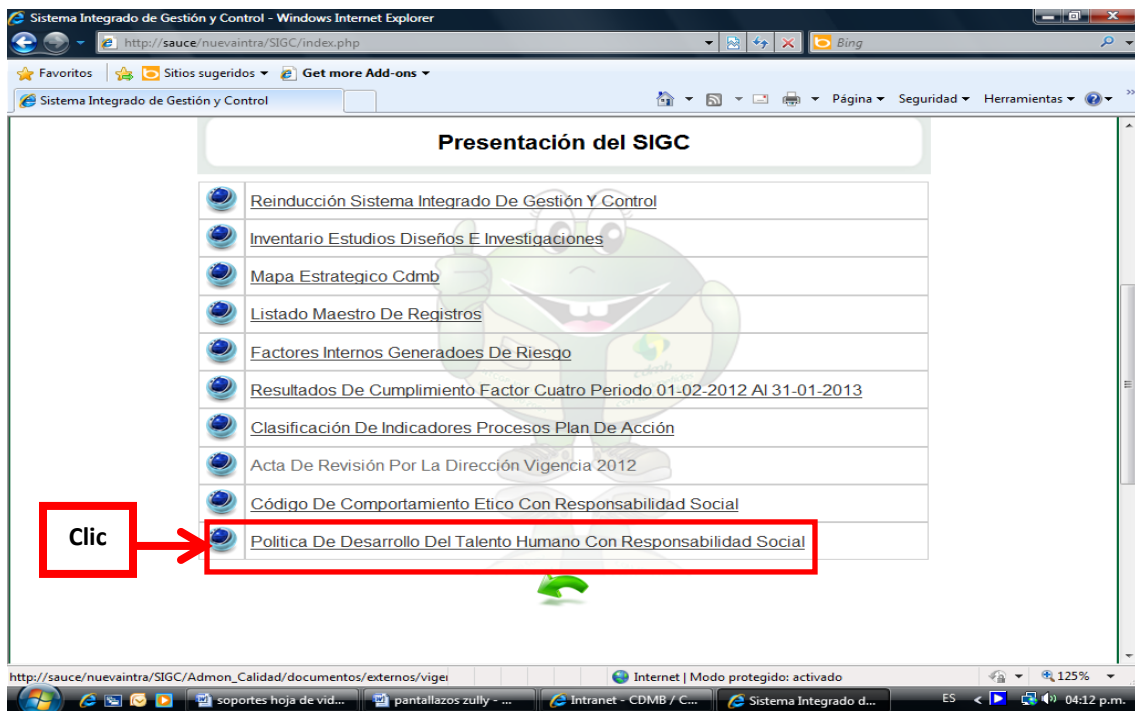 Sistema Integrado de Gestión y Control - Windows Internet Explorer
http://sauce/nuevaintra/SIGC/index.php
Bing
Favoritos
Sitios sugeridos
Get more Add-ons
Sistema Integrado de Gestión y Control
Página
Seguridad
Herramientas
Presentación del SIGC
Reinducción Sistema Integrado De Gestión Y Control
Inventario Estudios Diseños E Investigaciones
Mapa Estrategico Cdmb
Listado Maestro De Registros
Factores Internos Generadoes De Riesgo
Resultados De Cumplimiento Factor Cuatro Periodo 01-02-2012 Al 31-01-2013
Clasificación De Indicadores Procesos Plan De Acción
Acta De Revisión Por La Dirección Vigencia 2012
Código De Comportamiento Etico Con Responsabilidad Social
Clic
Politica De Desarrollo Del Talento Humano Con Responsabilidad Social
cdmb
http://sauce/nuevaintra/SIGC/Admon_Calidad/documentos/externos/viger
Internet | Modo protegido: activado
125%
soportes hoja de vid...
pantallazos zully - ...
Intranet - CDMB / C...
Sistema Integrado d...
ES
04:12 p.m.